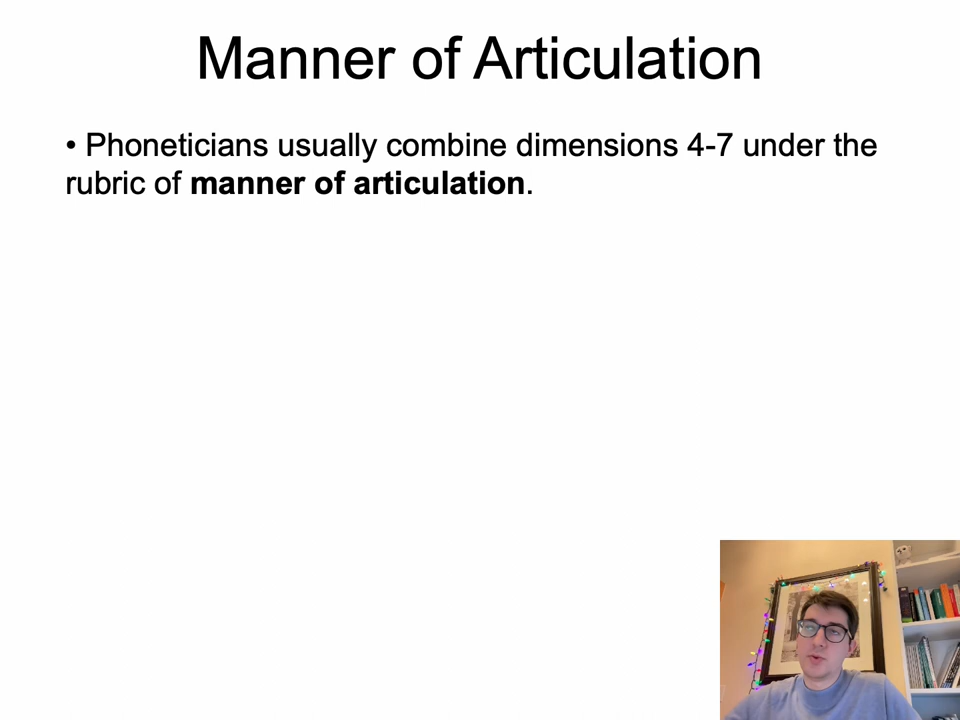 Manner of Articulation
• Phoneticians usually combine dimensions 4-7 under the
rubric of manner of articulation.